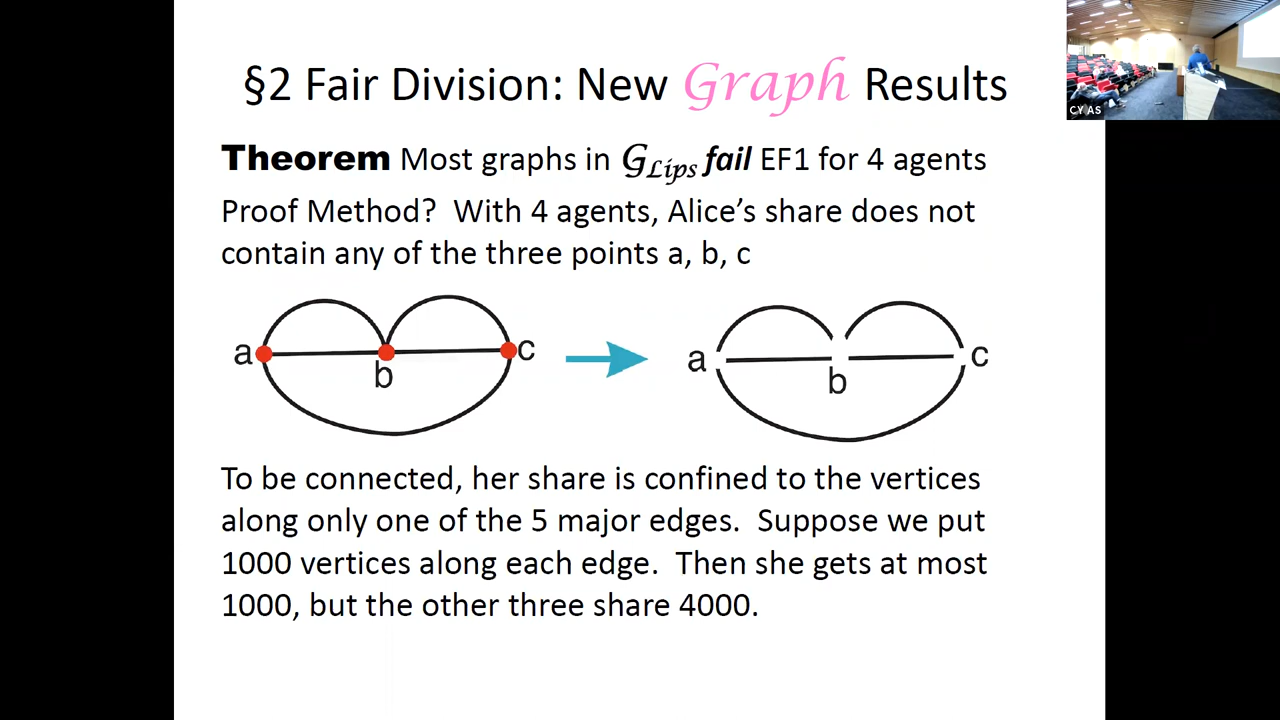 §2 Fair Division: New Graph Results
Theorem Most graphs in G_Lips fail EF1 for 4 agents
Proof Method? With 4 agents, Alice's share does not
contain any of the three points a, b, c
a b c
a b c
To be connected, her share is confined to the vertices
along only one of the 5 major edges. Suppose we put
1000 vertices along each edge. Then she gets at most
1000, but the other three share 4000.
CY AS